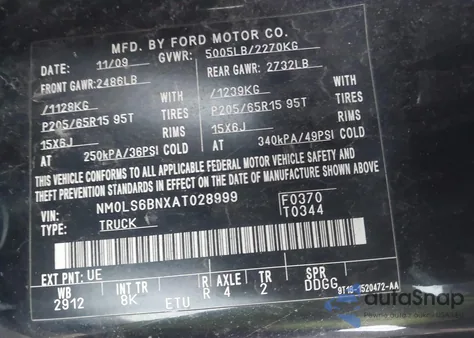 MFD. BY FORD MOTOR CO.
DATE: 11/09 GVWR: 5005LB/2270KG
FRONT GAWR: 2486LB REAR GAWR: 2732LB
/1128KG WITH /1239KG WITH
P205/65R15 95T TIRES P205/65R15 95T TIRES
15X6J RIMS 15X6J RIMS
AT 250kPA/36PSI COLD AT 340kPA/49PSI COLD
THIS VEHICLE CONFORMS TO ALL APPLICABLE FEDERAL MOTOR VEHICLE SAFETY
AND THEFT PREVENTION STANDARDS IN EFFECT ON THE DATE OF MANUFACTURE SHOWN ABOVE.
VIN: NM0LS6BNXAT028999 F0370
TYPE: TRUCK T0344
EXT PNT: UE
WB INT TR R AXLE TR SPR
2912 8K ETU R 4 2 DDGG
9T16-1520472-AA
autoSnap